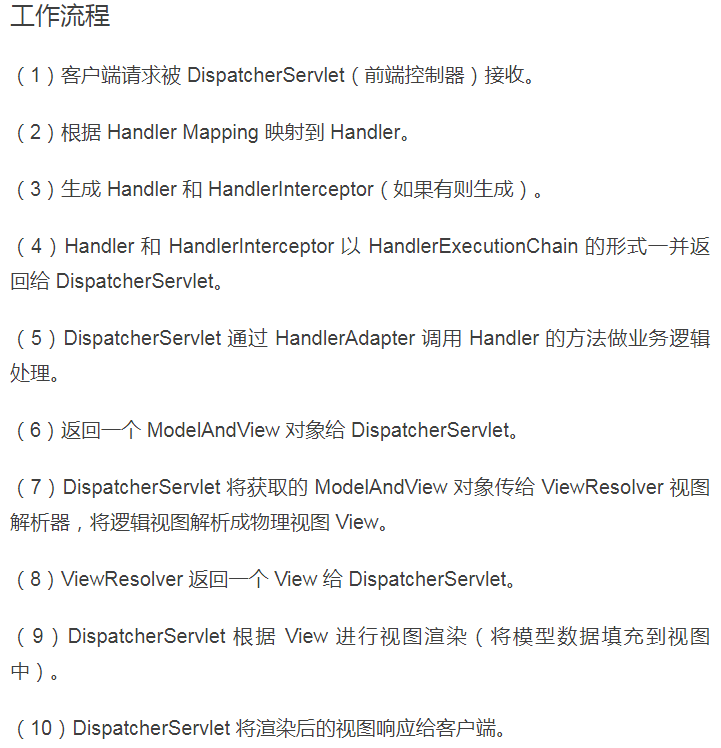 工作流程
（1）客户端请求被 DispatcherServlet（前端控制器）接收。
（2）根据 Handler Mapping 映射到 Handler。
（3）生成 Handler 和 HandlerInterceptor（如果有则生成）。
（4）Handler 和 HandlerInterceptor 以 HandlerExecutionChain 的形式一并返
回给 DispatcherServlet。
（5）DispatcherServlet 通过 HandlerAdapter 调用 Handler 的方法做业务逻辑
处理。
（6）返回一个 ModelAndView 对象给 DispatcherServlet。
（7）DispatcherServlet 将获取的 ModelAndView 对象传给 ViewResolver 视图
解析器，将逻辑视图解析成物理视图 View。
（8）ViewResolver 返回一个 View 给 DispatcherServlet。
（9）DispatcherServlet 根据 View 进行视图渲染（将模型数据填充到视图
中）。
（10）DispatcherServlet 将渲染后的视图响应给客户端。